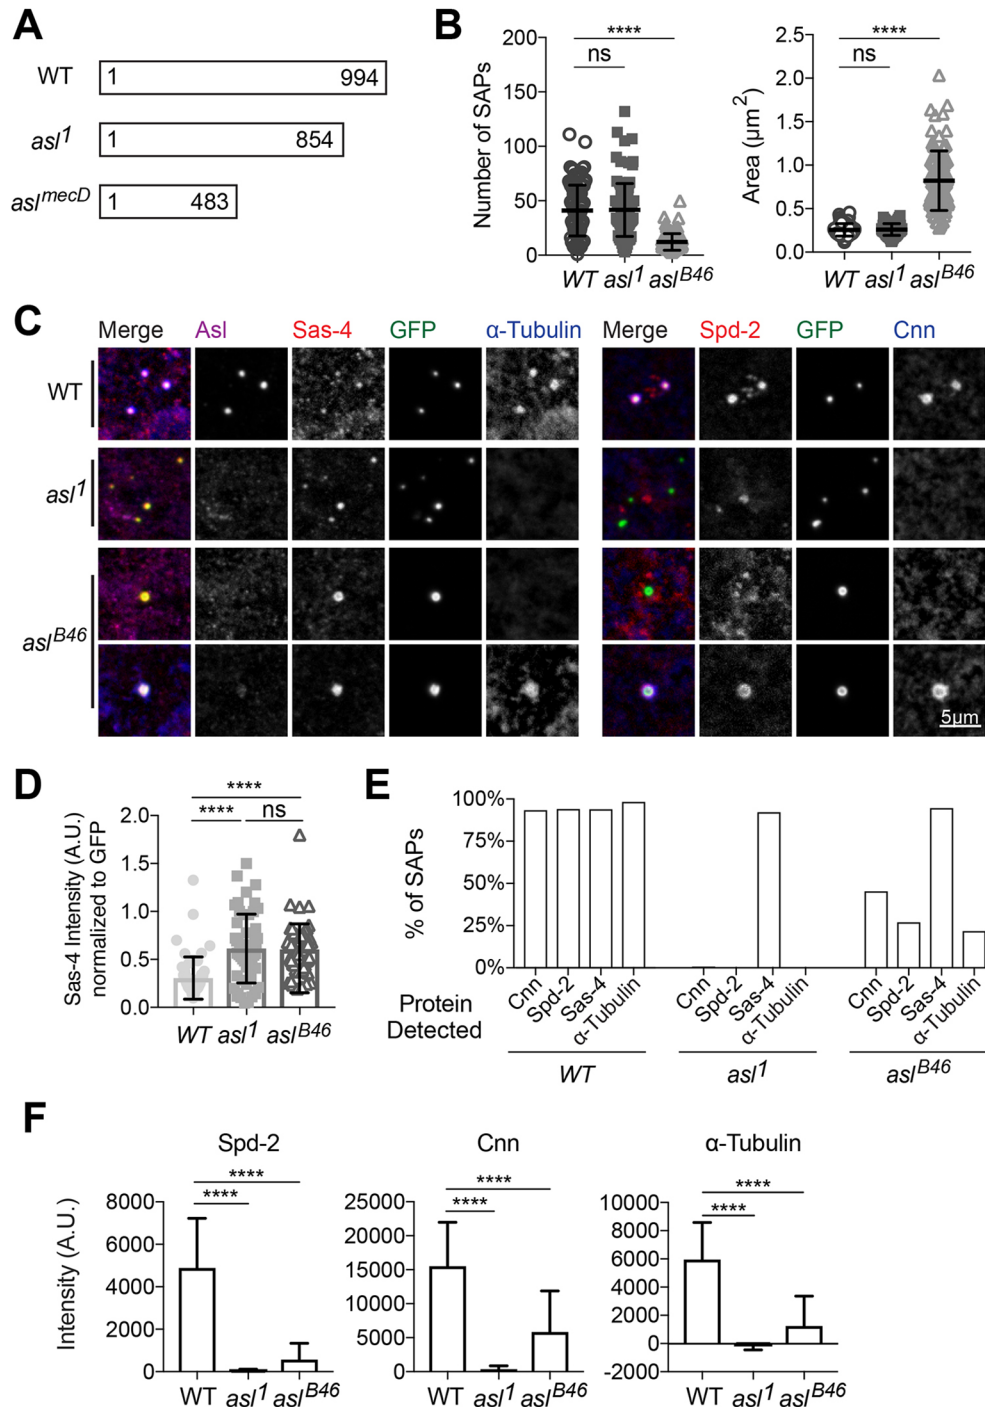 A
WT
1 994
asl1
1 854
aslmecD
1 483
B
Number of SAPs
200
150
100
50
0
ns
****
WT asl1 aslB46
Area (μm2)
2.5
2.0
1.5
1.0
0.5
0.0
ns
****
WT asl1 aslB46
C
Merge Asl Sas-4 GFP α-Tubulin
Merge Spd-2 GFP Cnn
WT
asl1
aslB46
5μm
D
Sas-4 Intensity (A.U.)
normalized to GFP
2.0
1.5
1.0
0.5
0.0
****
**** ns
WT asl1 aslB46
E
% of SAPs
100%
75%
50%
25%
0%
Protein
Detected
Cnn
Spd-2
Sas-4
α-Tubulin
Cnn
Spd-2
Sas-4
α-Tubulin
Cnn
Spd-2
Sas-4
α-Tubulin
WT asl1 aslB46
F
Intensity (A.U.)
Spd-2
8000
6000
4000
2000
0
****
****
WT asl1 aslB46
Cnn
25000
20000
15000
10000
5000
0
****
****
WT asl1 aslB46
α-Tubulin
10000
8000
6000
4000
2000
0
-2000
****
****
WT asl1 aslB46